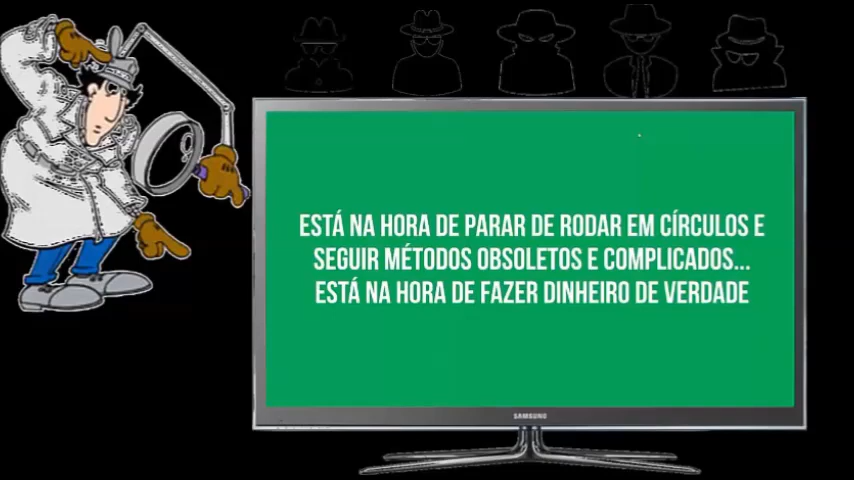 ESTÁ NA HORA DE PARAR DE RODAR EM CÍRCULOS E
SEGUIR MÉTODOS OBSOLETOS E COMPLICADOS...
ESTÁ NA HORA DE FAZER DINHEIRO DE VERDADE
SAMSUNG